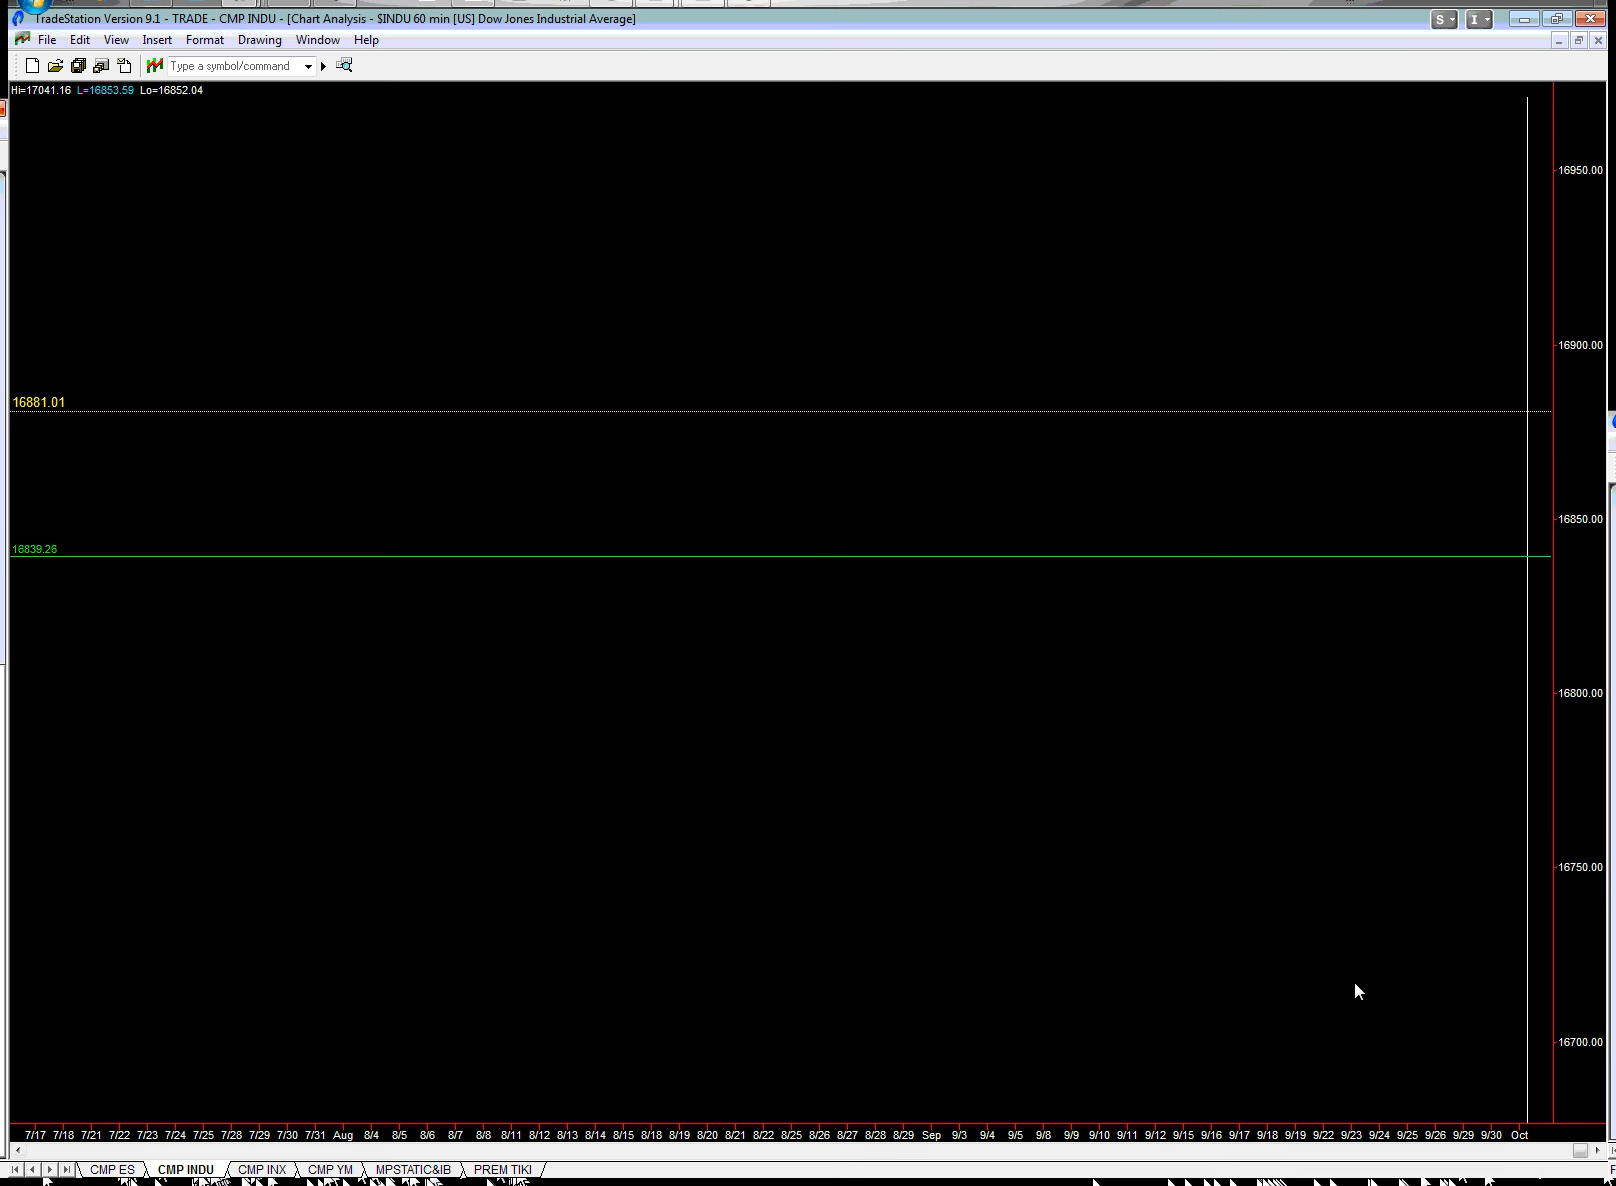 TradeStation Version 9.1 - TRADE - CMP INDU - [Chart Analysis - $INDU 60 min [US] Dow Jones Industrial Average]
S I
File Edit View Insert Format Drawing Window Help
Type a symbol/command
Hi=17041.16 L=16853.59 Lo=16852.04
16950.00
16900.00
16881.01
16850.00
16839.26
16800.00
16750.00
16700.00
7/17 7/18 7/21 7/22 7/23 7/24 7/25 7/28 7/29 7/30 7/31 Aug 8/4 8/5 8/6 8/7 8/8 8/11 8/12 8/13 8/14 8/15 8/18 8/19 8/20 8/21 8/22 8/25 8/26 8/27 8/28 8/29 Sep 9/3 9/4 9/5 9/8 9/9 9/10 9/11 9/12 9/15 9/16 9/17 9/18 9/19 9/22 9/23 9/24 9/25 9/26 9/29 9/30 Oct
CMP ES CMP INDU CMP INX CMP YM MPSTATIC&IB PREM TIKI